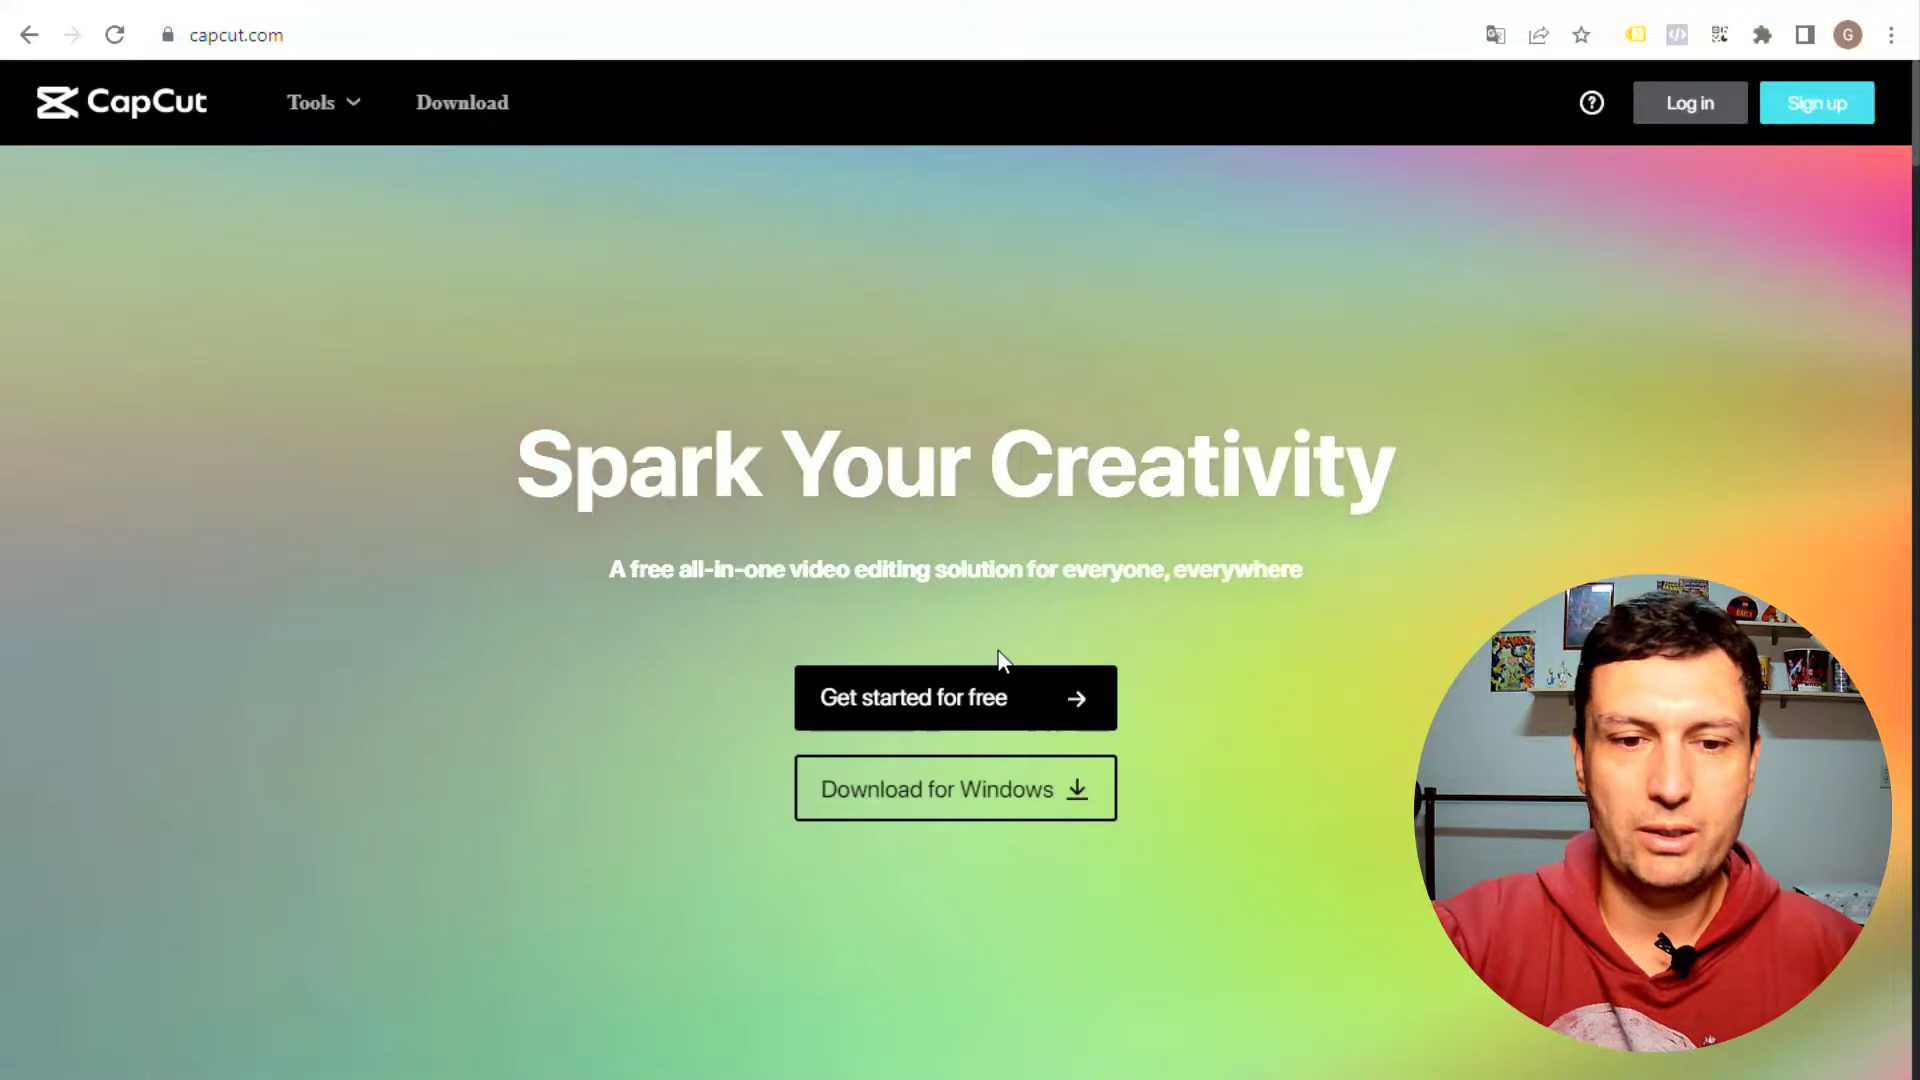 capcut.com
G
CapCut
Tools
Download
Log in
Sign up
Spark Your Creativity
A free all-in-one video editing solution for everyone, everywhere
Get started for free
Download for Windows
X-MEN